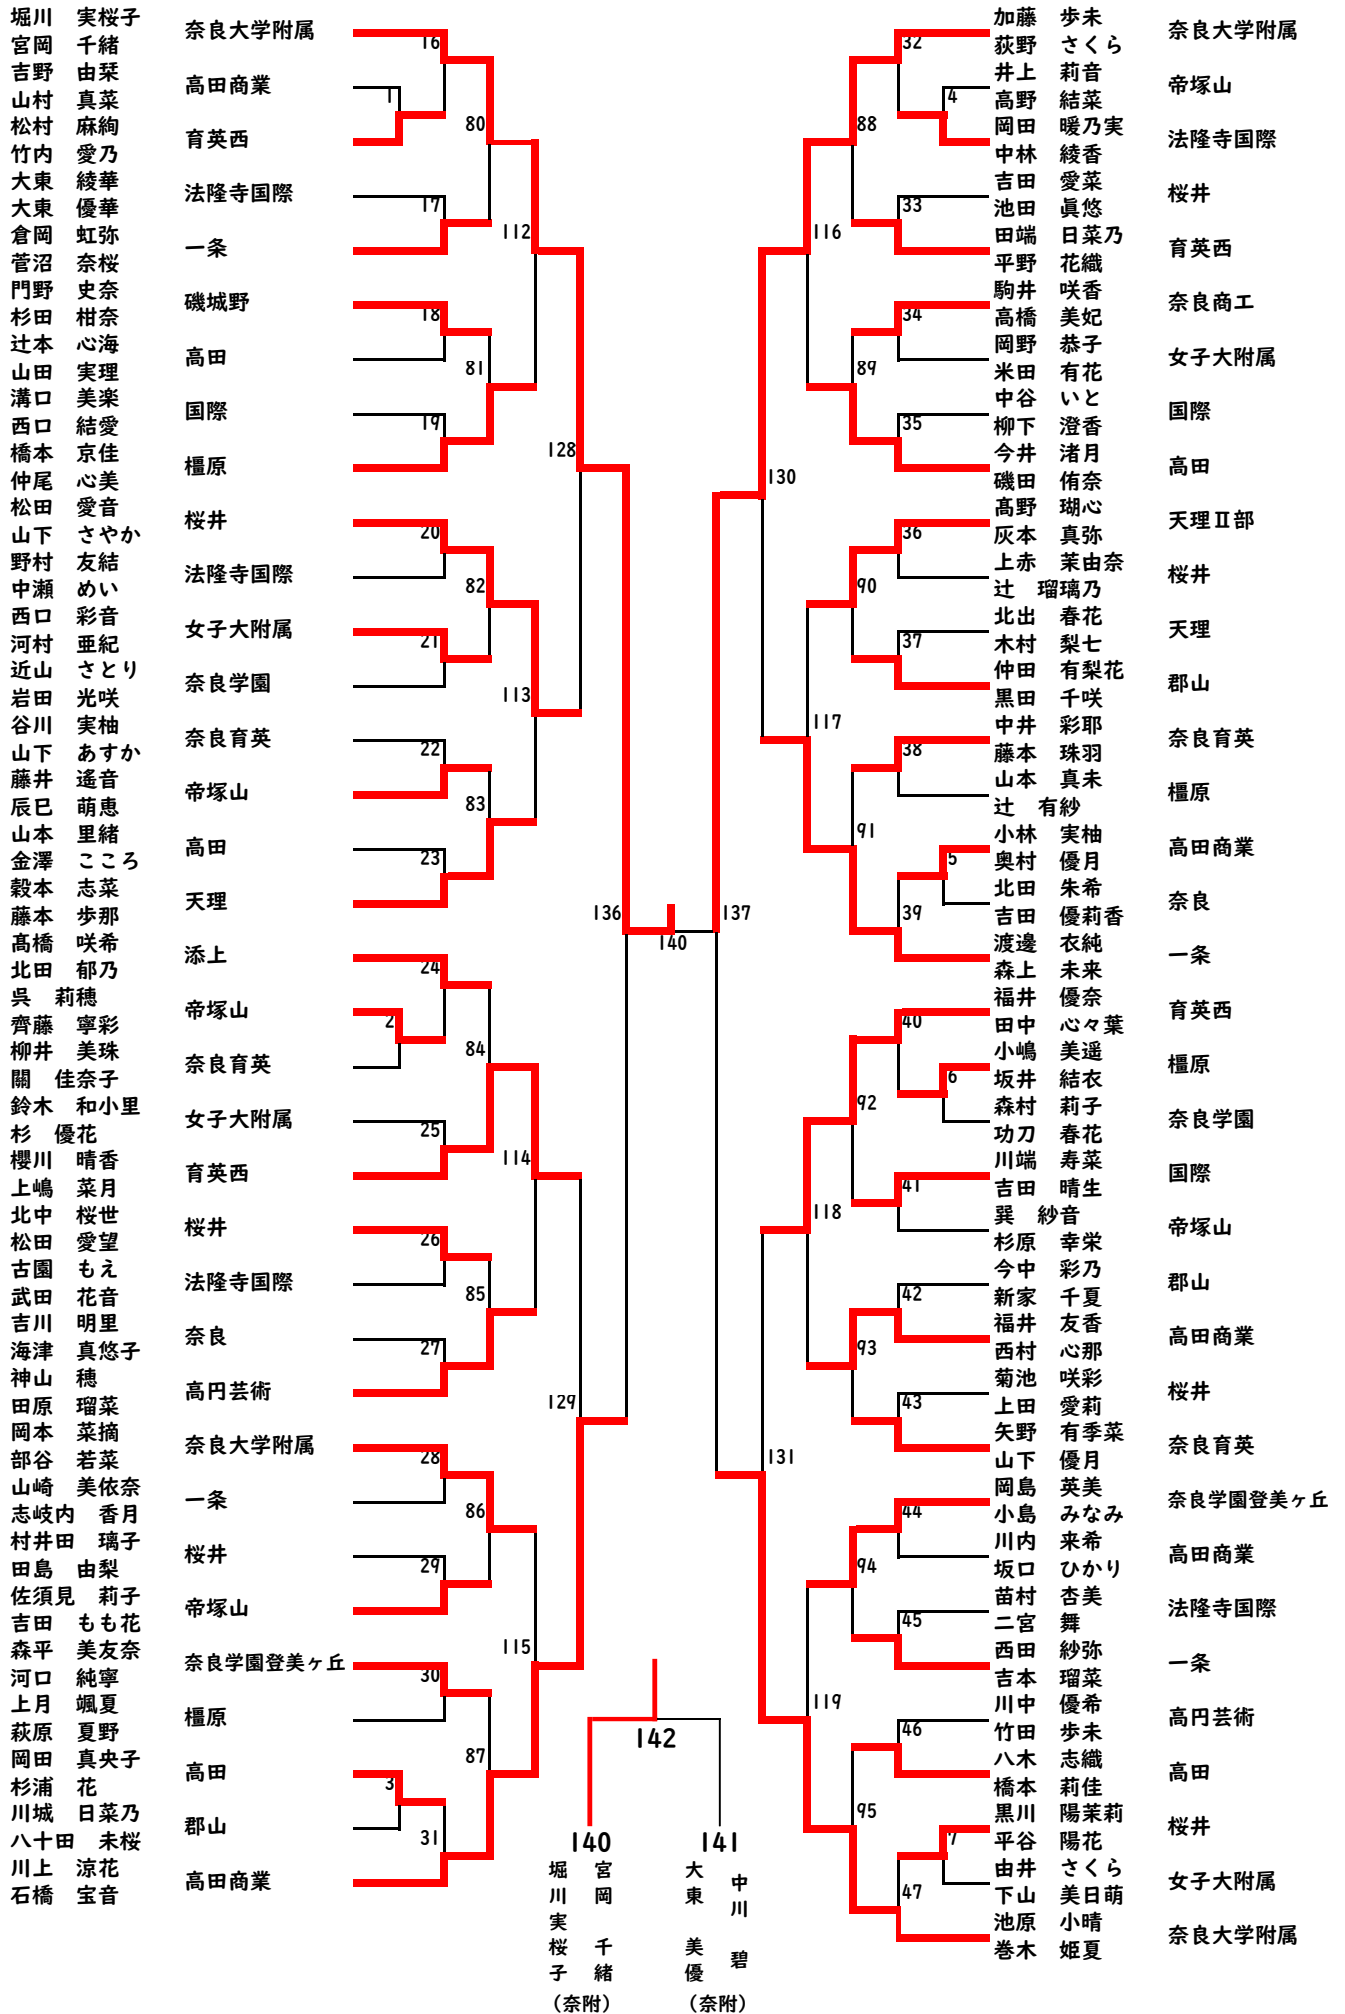 堀川　実桜子
宮岡　千緒
奈良大学附属
吉野　由栞
山村　真菜
高田商業
松村　麻絢
竹内　愛乃
育英西
大東　綾華
大東　優華
法隆寺国際
倉岡　虹弥
菅沼　奈桜
一条
門野　史奈
杉田　柑奈
磯城野
辻本　心海
山田　実理
高田
溝口　美楽
西口　結愛
国際
橋本　京佳
仲尾　心美
橿原
松田　愛音
山下　さやか
桜井
野村　友結
中瀬　めい
法隆寺国際
西口　彩音
河村　亜紀
女子大附属
近山　さとり
岩田　光咲
奈良学園
谷川　実柚
山下　あすか
奈良育英
藤井　遙音
辰巳　萌恵
帝塚山
山本　里緒
金澤　こころ
高田
穀本　志菜
藤本　歩那
天理
髙橋　咲希
北田　郁乃
添上
呉　莉穂
齊藤　寧彩
帝塚山
柳井　美珠
關　佳奈子
奈良育英
鈴木　和小里
杉　優花
女子大附属
櫻川　晴香
上嶋　菜月
育英西
北中　桜世
松田　愛望
桜井
古園　もえ
武田　花音
法隆寺国際
吉川　明里
海津　真悠子
奈良
神山　穂
田原　瑠菜
高円芸術
岡本　菜摘
部谷　若菜
奈良大学附属
山崎　美依奈
志岐内　香月
一条
村井田　璃子
田島　由梨
桜井
佐須見　莉子
吉田　もも花
帝塚山
森平　美友奈
河口　純寧
奈良学園登美ヶ丘
上月　颯夏
萩原　夏野
橿原
岡田　真央子
杉浦　花
高田
川城　日菜乃
八十田　未桜
郡山
川上　涼花
石橋　宝音
高田商業
16
1
80
17
112
18
81
19
128
20
82
21
113
22
83
23
136
24
2
84
25
114
26
85
27
129
28
86
29
115
30
87
3
31
140
137
142
140
141
堀川実桜子
宮岡　千緒
（奈附）
大東　美優
中川　碧
（奈附）
32
4
88
33
116
34
89
35
130
36
90
37
117
38
91
5
39
40
6
92
41
118
42
93
43
131
44
94
45
119
46
95
7
47
加藤　歩未
荻野　さくら
奈良大学附属
井上　莉音
高野　結菜
帝塚山
岡田　暖乃実
中林　綾香
法隆寺国際
吉田　愛菜
池田　眞悠
桜井
田端　日菜乃
平野　花織
育英西
駒井　咲香
高橋　美妃
奈良商工
岡野　恭子
米田　有花
女子大附属
中谷　いと
柳下　澄香
国際
今井　渚月
磯田　侑奈
高田
髙野　瑚心
灰本　真弥
天理Ⅱ部
上赤　茉由奈
辻　瑠璃乃
桜井
北出　春花
木村　梨七
天理
仲田　有梨花
黒田　千咲
郡山
中井　彩耶
藤本　珠羽
奈良育英
山本　真未
辻　有紗
橿原
小林　実柚
奥村　優月
高田商業
北田　朱希
吉田　優莉香
奈良
渡邊　衣純
森上　未来
一条
福井　優奈
田中　心々葉
育英西
小嶋　美遥
坂井　結衣
橿原
森村　莉子
功刀　春花
奈良学園
川端　寿菜
吉田　晴生
国際
巽　紗音
杉原　幸栄
帝塚山
今中　彩乃
新家　千夏
郡山
福井　友香
西村　心那
高田商業
菊池　咲彩
上田　愛莉
桜井
矢野　有季菜
山下　優月
奈良育英
岡島　英美
小島　みなみ
奈良学園登美ヶ丘
川内　来希
坂口　ひかり
高田商業
苗村　杏美
二宮　舞
法隆寺国際
西田　紗弥
吉本　瑠菜
一条
川中　優希
竹田　歩未
高円芸術
八木　志織
橋本　莉佳
高田
黒川　陽茉莉
平谷　陽花
桜井
由井　さくら
下山　美日萌
女子大附属
池原　小晴
巻木　姫夏
奈良大学附属